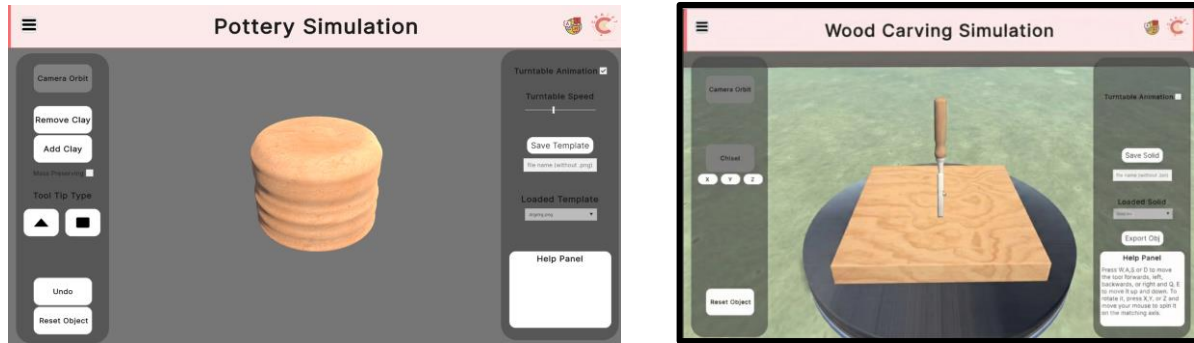 Pottery Simulation
Camera Orbit
Remove Clay
Add Clay
Mass Preserving
Tool Tip Type
Undo
Reset Object
Turntable Animation
Turntable Speed
Save Template
file name (without .png)
Loaded Template
Help Panel
Wood Carving Simulation
Camera Orbit
Chisel
X Y Z
Reset Object
Turntable Animation
Save Solid
Loaded Solid
Export Obj
Help Panel
Press W,A,S or D to move
the tool forwards, left,
backwards, or right and Q, E
to move it up and down. To
rotate it, press X,Y, or Z and
move your mouse to spin it
on the matching axis.